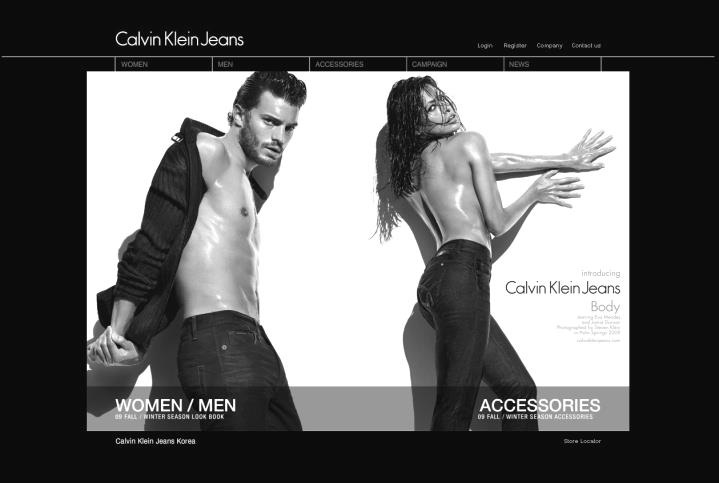 Calvin Klein Jeans
Login Register Company Contact us
WOMEN MEN ACCESSORIES CAMPAIGN NEWS
introducing
Calvin Klein Jeans
Body
starring Eva Mendes
and Jamie Dornan
Photographed by Steven Klein
in Palm Springs 2009
calvinkleinjeans.com
WOMEN / MEN
09 FALL / WINTER SEASON LOOK BOOK
ACCESSORIES
09 FALL / WINTER SEASON ACCESSORIES
Calvin Klein Jeans Korea
Store Locator